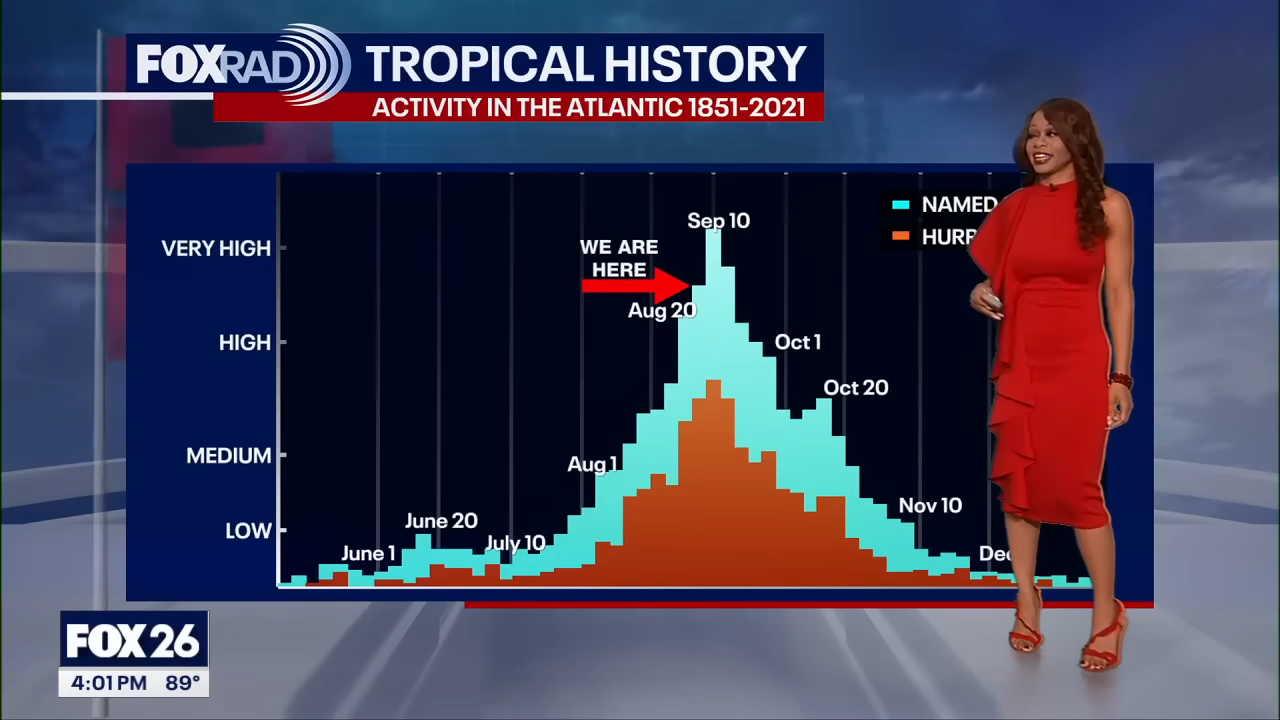 FOXRAD TROPICAL HISTORY
ACTIVITY IN THE ATLANTIC 1851-2021
NAMED
Sep 10
VERY HIGH
WE ARE
HERE
Aug 20
HIGH
Oct 1
Oct 20
MEDIUM
Aug 1
Nov 10
June 20
LOW
July 10
June 1
FOX 26
4:01 PM 89°